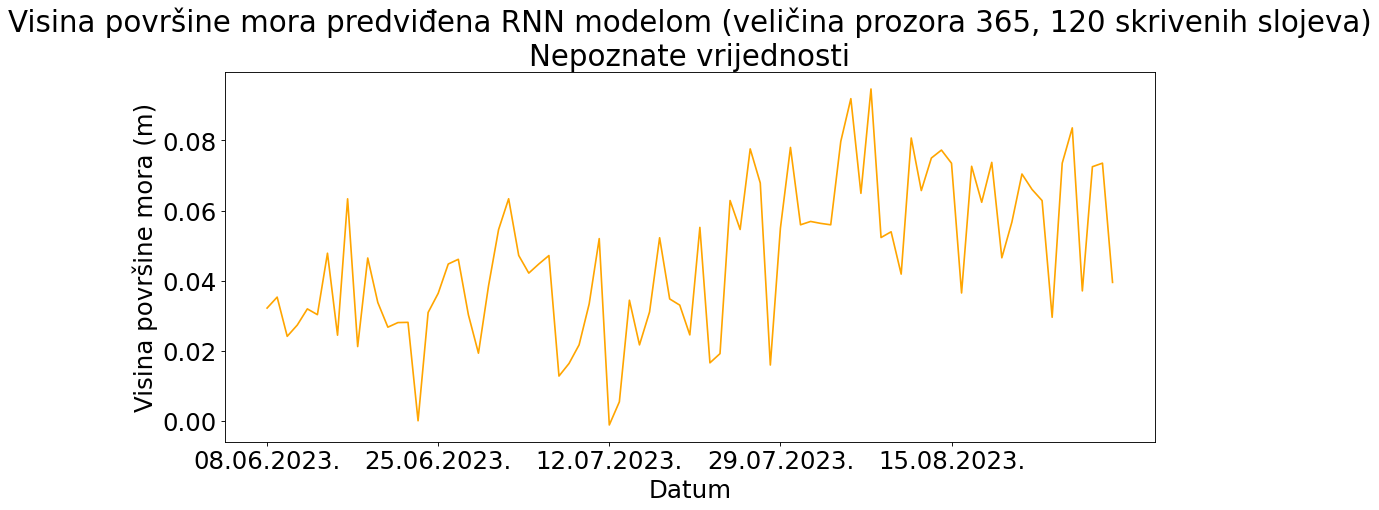 Visina površine mora predviđena RNN modelom (veličina prozora 365, 120 skrivenih slojeva)
Nepoznate vrijednosti
Visina površine mora (m)
0.08
0.06
0.04
0.02
0.00
08.06.2023. 25.06.2023. 12.07.2023. 29.07.2023. 15.08.2023.
Datum